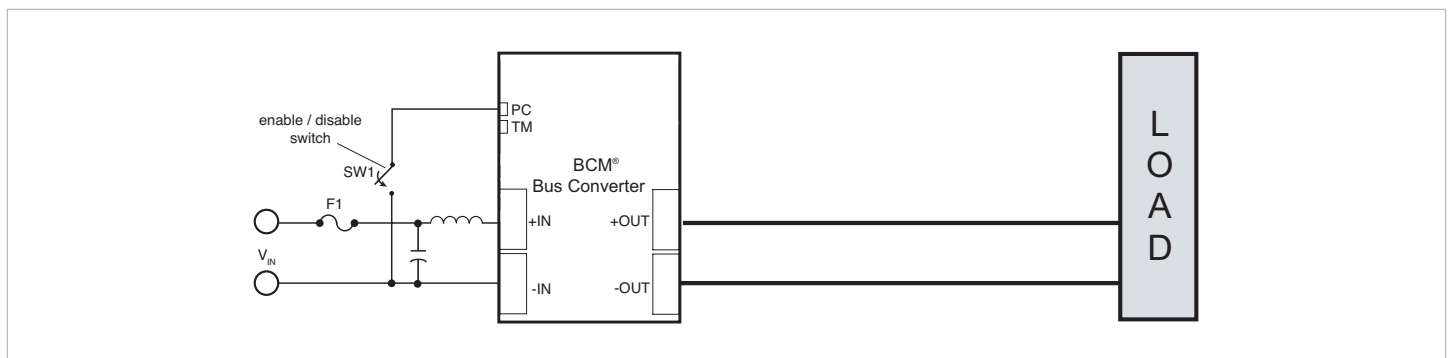 enable / disable
switch
SW1
F1
V_IN
PC
TM
BCM®
Bus Converter
+IN
+OUT
-IN
-OUT
L
O
A
D